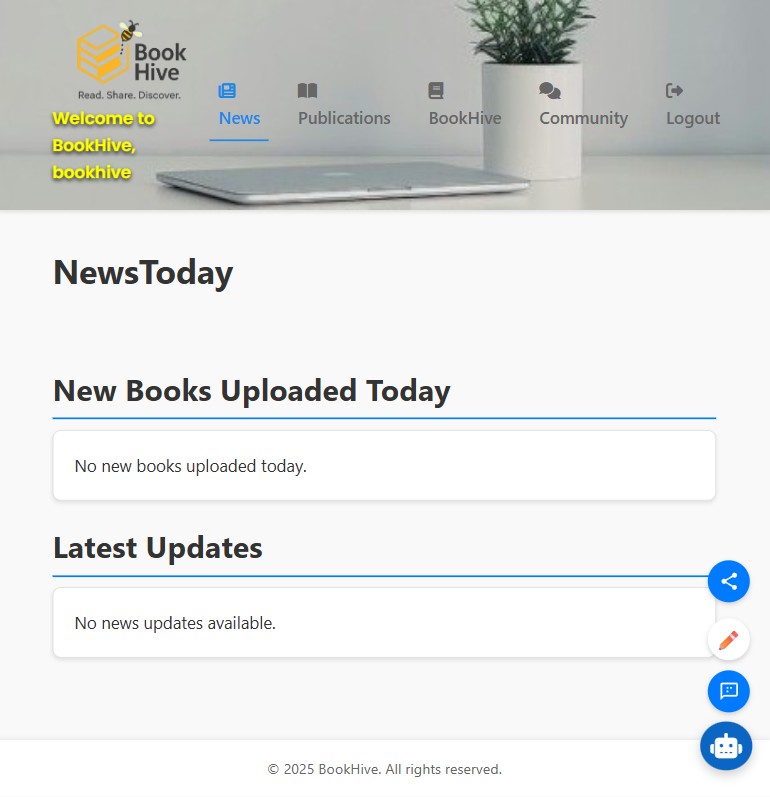 Book
Hive
Read. Share. Discover.
Welcome to
BookHive,
bookhive
News
Publications
BookHive
Community
Logout
NewsToday
New Books Uploaded Today
No new books uploaded today.
Latest Updates
No news updates available.
© 2025 BookHive. All rights reserved.